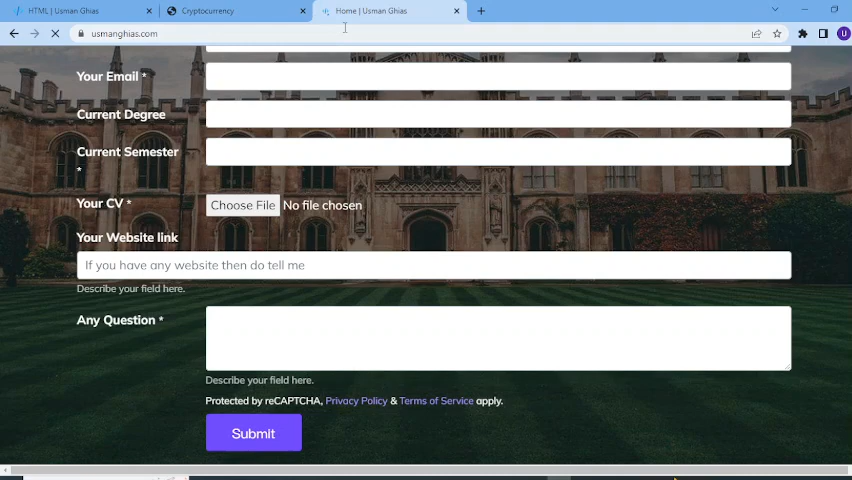 HTML | Usman Ghias
Cryptocurrency
Home | Usman Ghias
usmanghias.com
U
Your Email *
Current Degree
Current Semester
*
Your CV *
Choose File No file chosen
Your Website link
If you have any website then do tell me
Describe your field here.
Any Question *
Describe your field here.
Protected by reCAPTCHA, Privacy Policy & Terms of Service apply.
Submit